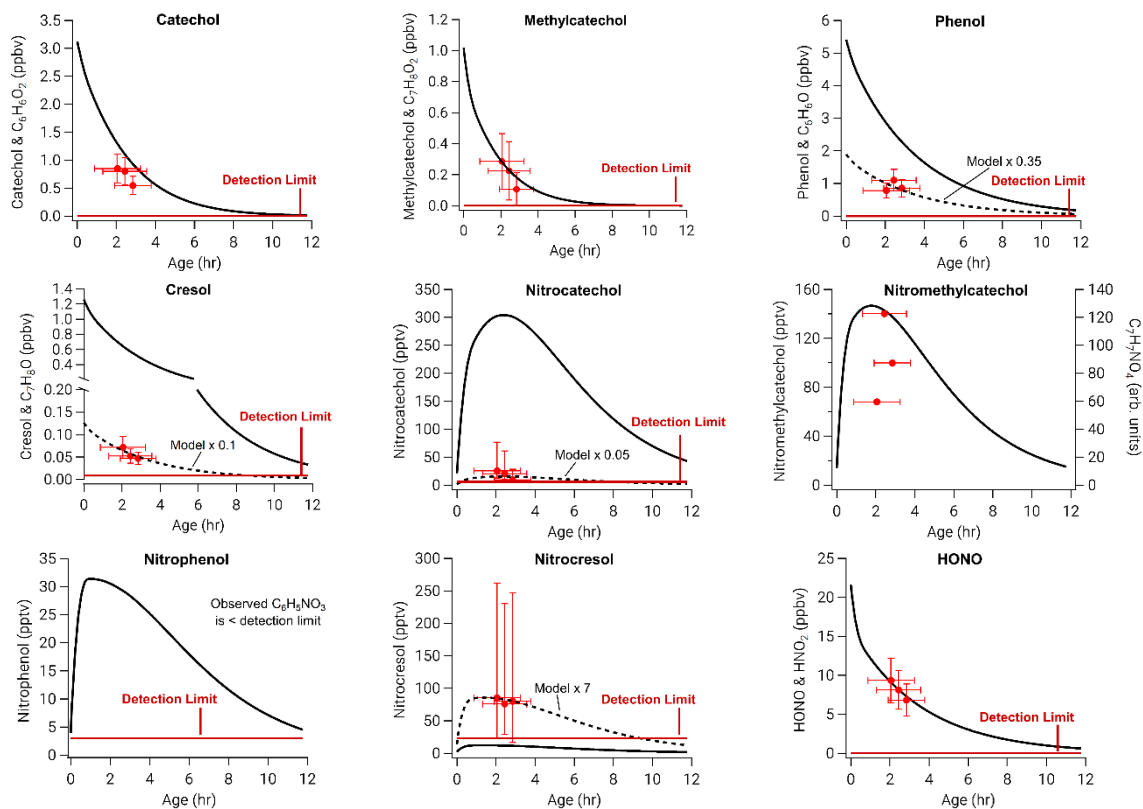 Catechol
Catechol & C₆H₆O₂ (ppbv)
3.5
3.0
2.5
2.0
1.5
1.0
0.5
0.0
Detection Limit
0 2 4 6 8 10 12
Age (hr)
Methylcatechol
Methylcatechol & C₇H₈O₂ (ppbv)
1.2
1.0
0.8
0.6
0.4
0.2
0.0
Detection Limit
0 2 4 6 8 10 12
Age (hr)
Phenol
Phenol & C₆H₆O (ppbv)
6
5
4
3
2
1
0
Model x 0.35
Detection Limit
0 2 4 6 8 10 12
Age (hr)
Cresol
Cresol & C₇H₈O (ppbv)
1.4
1.2
1.0
0.8
0.6
0.4
0.20
0.15
0.10
0.05
0.00
Detection Limit
Model x 0.1
0 2 4 6 8 10 12
Age (hr)
Nitrocatechol
Nitrocatechol (pptv)
350
300
250
200
150
100
50
0
Detection Limit
Model x 0.05
0 2 4 6 8 10 12
Age (hr)
Nitromethylcatechol
Nitromethylcatechol (pptv)
160
120
80
40
0
140
120
100
80
60
40
20
0
C₇H₇NO₄ (arb. units)
0 2 4 6 8 10 12
Age (hr)
Nitrophenol
Nitrophenol (pptv)
35
30
25
20
15
10
5
0
Observed C₆H₅NO₃
is < detection limit
Detection Limit
0 2 4 6 8 10 12
Age (hr)
Nitrocresol
Nitrocresol (pptv)
300
250
200
150
100
50
0
Model x 7
Detection Limit
0 2 4 6 8 10 12
Age (hr)
HONO
HONO & HNO₂ (ppbv)
25
20
15
10
5
0
Detection Limit
0 2 4 6 8 10 12
Age (hr)